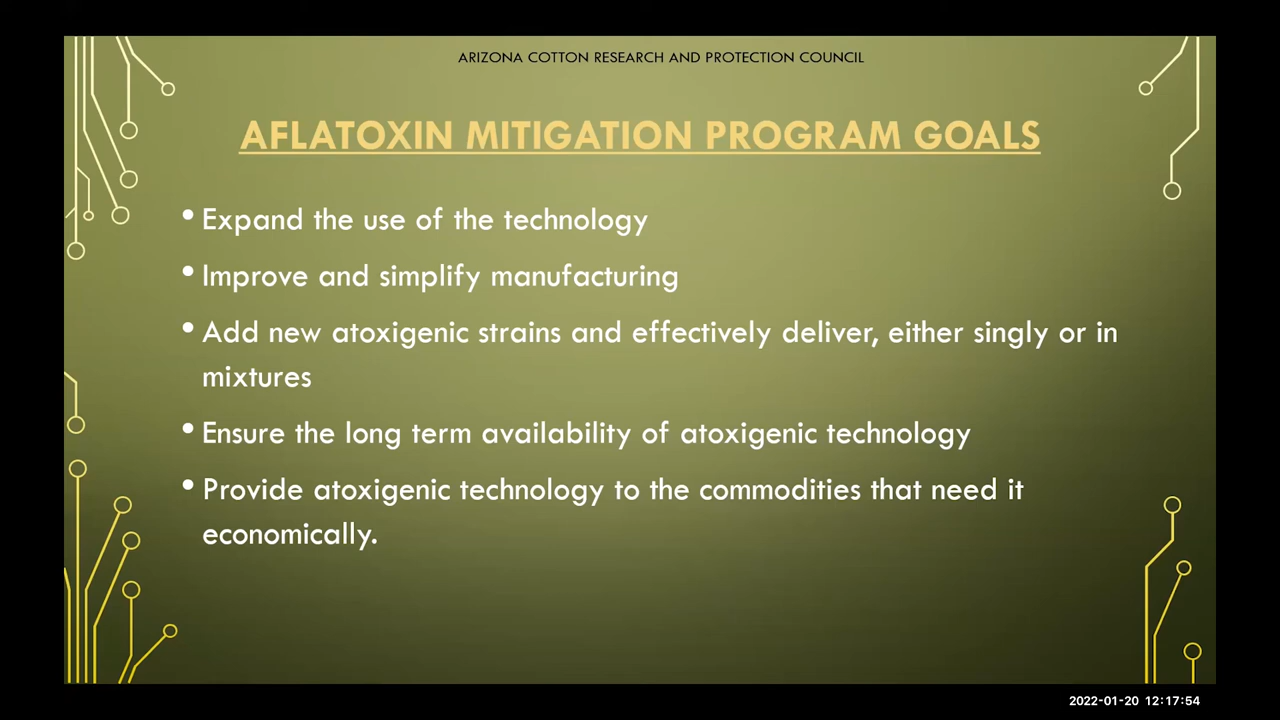 ARIZONA COTTON RESEARCH AND PROTECTION COUNCIL
AFLATOXIN MITIGATION PROGRAM GOALS
• Expand the use of the technology
• Improve and simplify manufacturing
• Add new atoxigenic strains and effectively deliver, either singly or in
mixtures
• Ensure the long term availability of atoxigenic technology
• Provide atoxigenic technology to the commodities that need it
economically.
2022-01-20 12:17:54